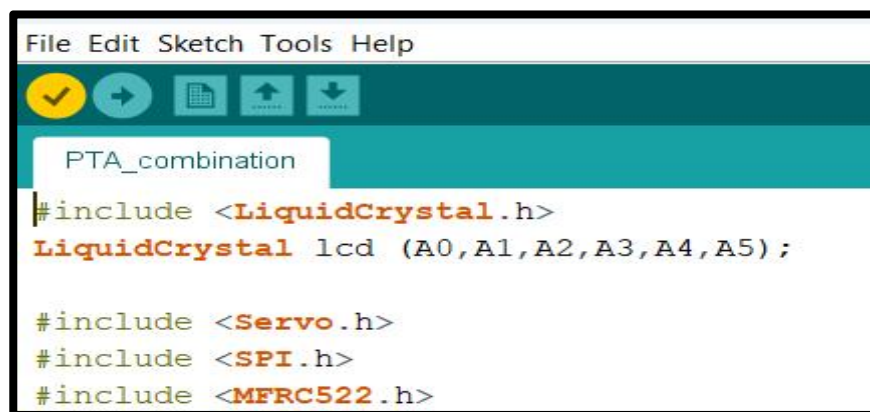 File Edit Sketch Tools Help
PTA_combination
#include <LiquidCrystal.h>
LiquidCrystal lcd (A0,A1,A2,A3,A4,A5);
#include <Servo.h>
#include <SPI.h>
#include <MFRC522.h>